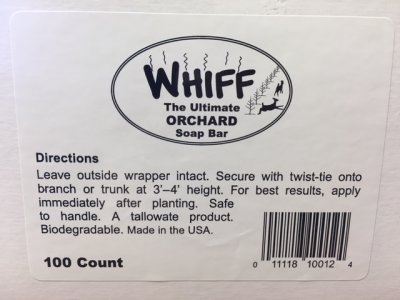 WHIFF
The Ultimate
ORCHARD
Soap Bar
Directions
Leave outside wrapper intact. Secure with twist-tie onto
branch or trunk at 3'–4' height. For best results, apply
immediately after planting. Safe
to handle. A tallowate product.
Biodegradable. Made in the USA.
100 Count
0 11118 10012 4